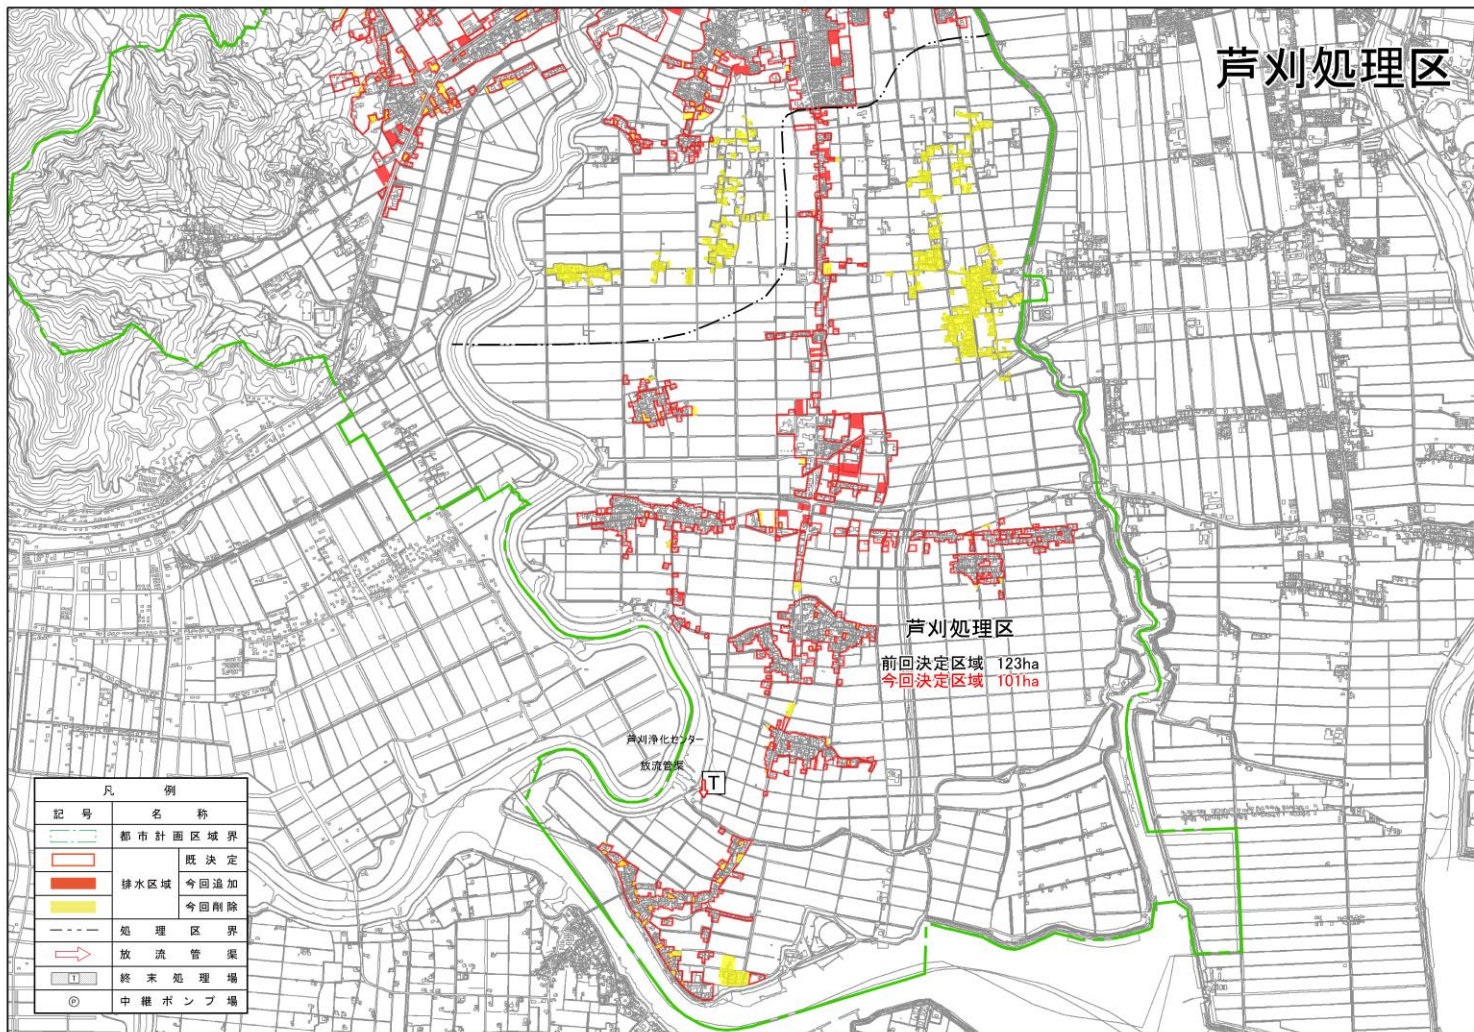 芦刈処理区
芦刈処理区
前回決定区域 123ha
今回決定区域 101ha
芦刈浄化センター
放流管渠
T
凡例
記号 名称
都市計画区域界
排水区域 既決定
今回追加
今回削除
処理区界
放流管渠
T 終末処理場
P 中継ポンプ場